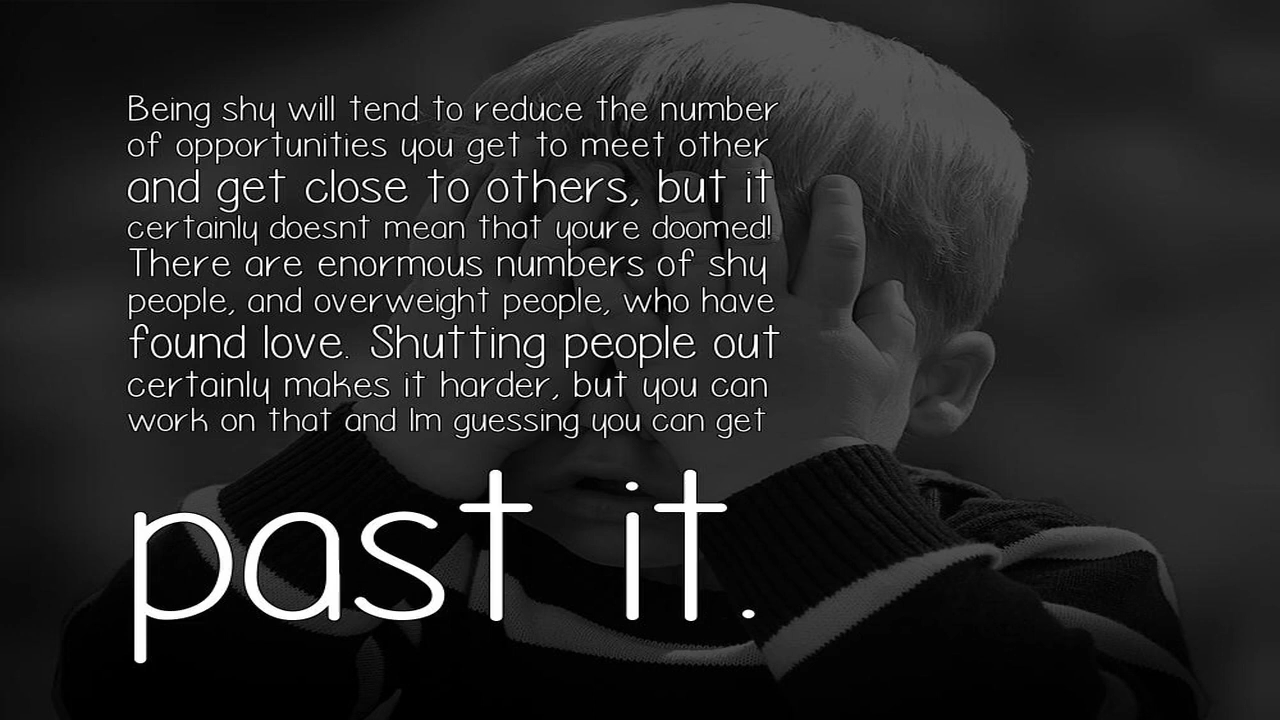 Being shy will tend to reduce the number
of opportunities you get to meet other
and get close to others, but it
certainly doesnt mean that youre doomed!
There are enormous numbers of shy
people, and overweight people, who have
found love. Shutting people out
certainly makes it harder, but you can
work on that and Im guessing you can get
past it.